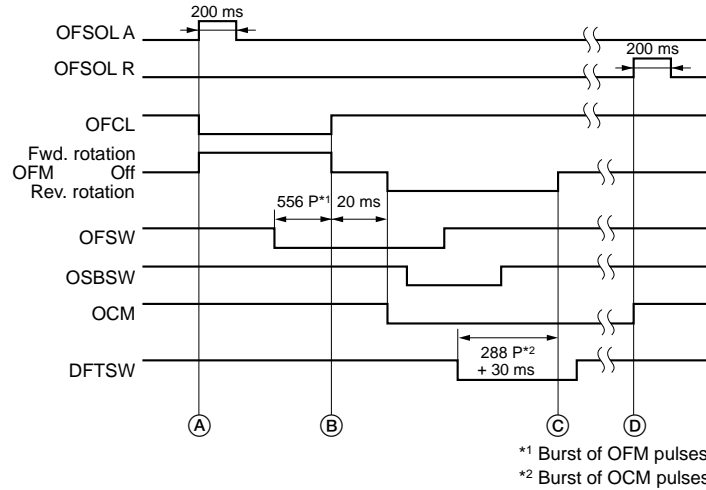 200 ms
OFSOL A
200 ms
OFSOL R
OFCL
Fwd. rotation
OFM Off
Rev. rotation
556 P*1 20 ms
OFSW
OSBSW
OCM
288 P*2
+ 30 ms
DFTSW
A B C D
*1 Burst of OFM pulses
*2 Burst of OCM pulses